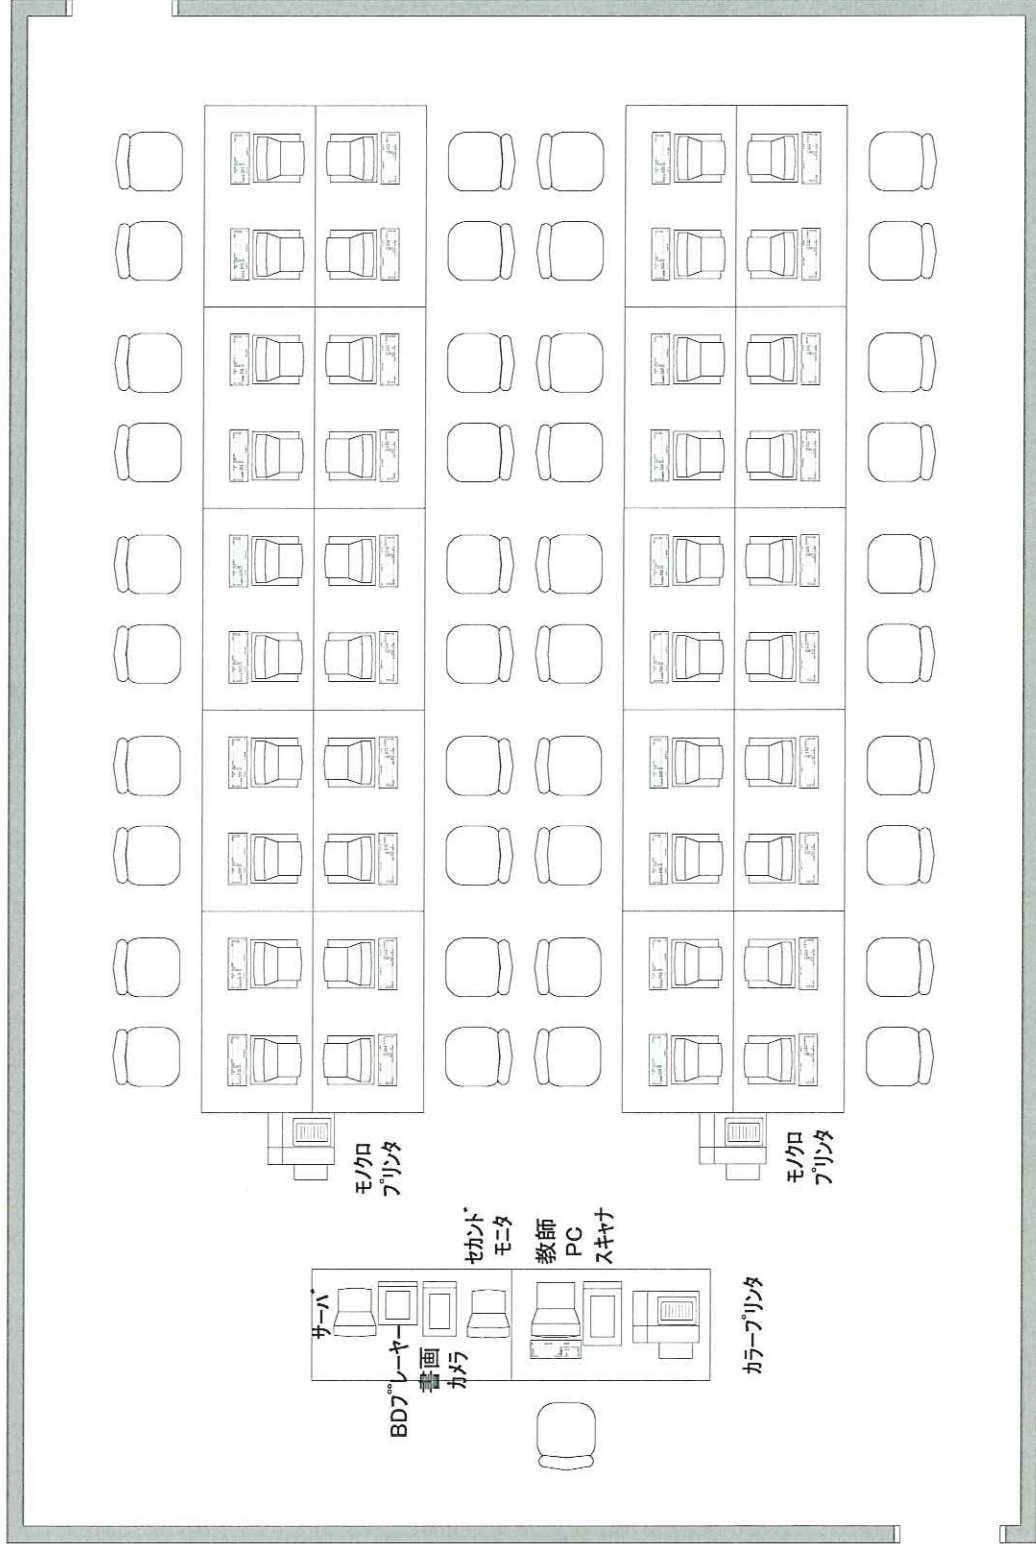 モノクロ
プリンタ
モノクロ
プリンタ
サーバ
BDプレーヤー
書画
カメラ
セカンド
モニタ
教師
PC
スキャナ
カラープリンタ